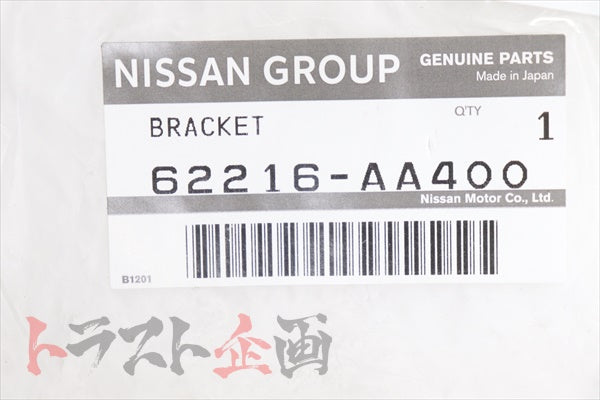 NISSAN GROUP
GENUINE PARTS
Made in Japan
BRACKET
Q'TY
1
62216-AA400
Nissan Motor Co., Ltd.
B1201
トラスト企画